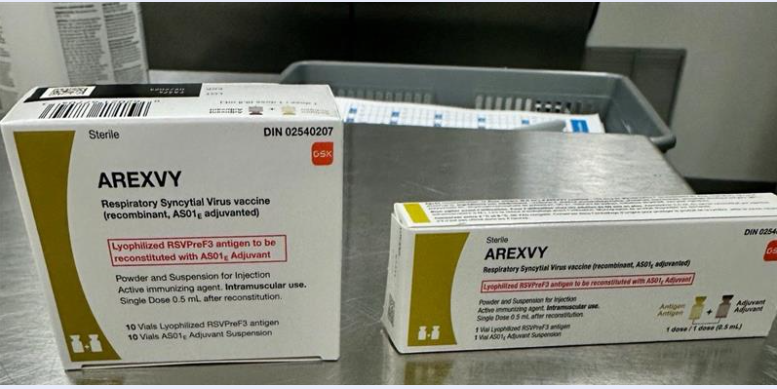 Sterile
DIN 02540207
GSK
AREXVY
Respiratory Syncytial Virus vaccine
(recombinant, AS01E adjuvanted)
Lyophilized RSVPreF3 antigen to be
reconstituted with AS01E Adjuvant
Powder and Suspension for Injection
Active immunizing agent. Intramuscular use.
Single Dose 0.5 mL after reconstitution.
10 Vials Lyophilized RSVPreF3 antigen
10 Vials AS01E Adjuvant Suspension
Sterile
DIN 0254
AREXVY
Respiratory Syncytial Virus vaccine (recombinant, AS01E adjuvanted)
Lyophilized RSVPreF3 antigen to be reconstituted with AS01E Adjuvant
Powder and Suspension for Injection
Active immunizing agent. Intramuscular use.
Single Dose 0.5 mL after reconstitution.
1 Vial Lyophilized RSVPreF3 antigen
1 Vial AS01E Adjuvant Suspension
Antigen
Antigène
+
Adjuvant
Adjuvant
1 dose / 1 dose (0.5 mL)